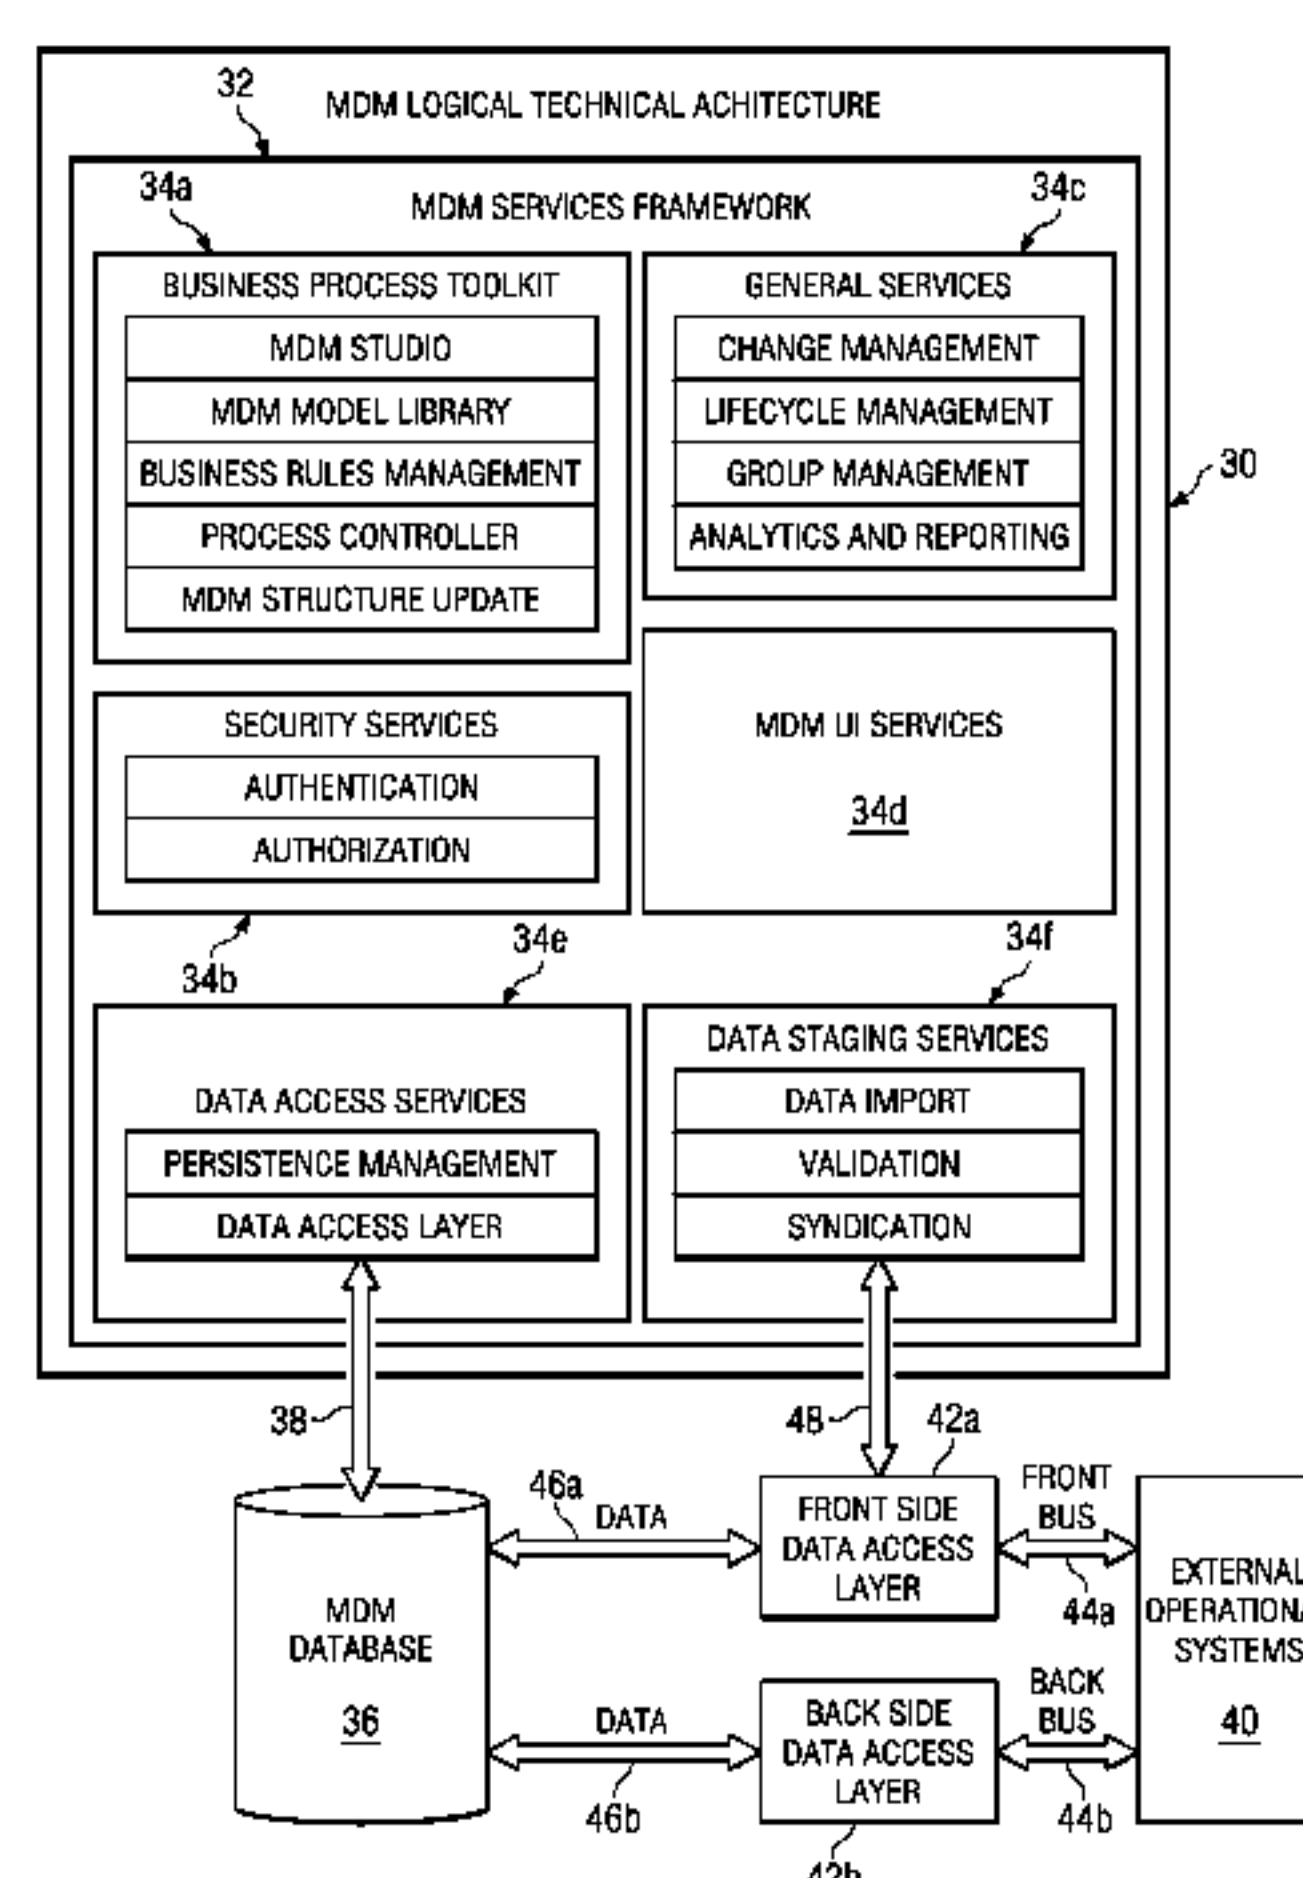 32
MDM LOGICAL TECHNICAL ACHITECTURE
34a
MDM SERVICES FRAMEWORK
34c
BUSINESS PROCESS TOOLKIT
MDM STUDIO
MDM MODEL LIBRARY
BUSINESS RULES MANAGEMENT
PROCESS CONTROLLER
MDM STRUCTURE UPDATE
GENERAL SERVICES
CHANGE MANAGEMENT
LIFECYCLE MANAGEMENT
GROUP MANAGEMENT
ANALYTICS AND REPORTING
30
SECURITY SERVICES
AUTHENTICATION
AUTHORIZATION
34b
MDM UI SERVICES
34d
34e
34f
DATA ACCESS SERVICES
PERSISTENCE MANAGEMENT
DATA ACCESS LAYER
DATA STAGING SERVICES
DATA IMPORT
VALIDATION
SYNDICATION
38
48
42a
46a
DATA
FRONT SIDE
DATA ACCESS
LAYER
FRONT
BUS
44a
MDM
DATABASE
36
EXTERNAL
OPERATIONA
SYSTEMS
40
DATA
46b
BACK SIDE
DATA ACCESS
LAYER
BACK
BUS
44b
42b